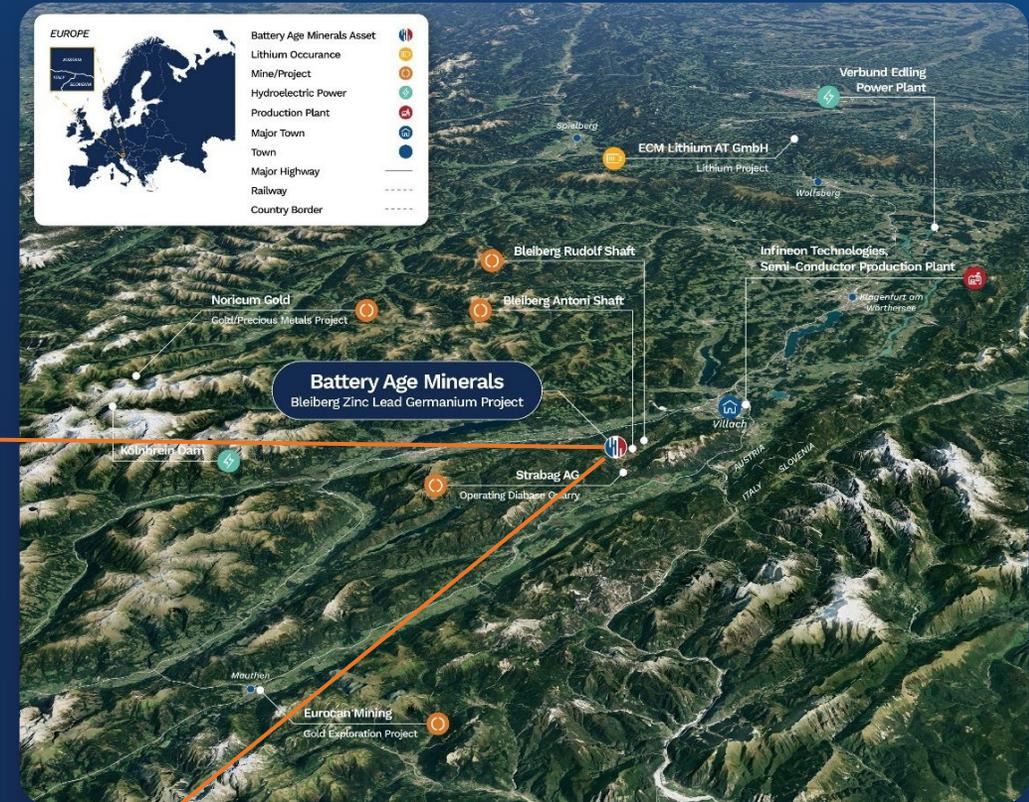 EUROPE
AUSTRIA
ITALY
SLOVENIA
Battery Age Minerals Asset
Lithium Occurance
Mine/Project
Hydroelectric Power
Production Plant
Major Town
Town
Major Highway
Railway
Country Border
Verbund Edling
Power Plant
Spielberg
ECM Lithium AT GmbH
Lithium Project
Wolfsberg
Bleiberg Rudolf Shaft
Infineon Technologies,
Semi-Conductor Production Plant
Noricum Gold
Gold/Precious Metals Project
Bleiberg Antoni Shaft
Klagenfurt am
Wörthersee
Battery Age Minerals
Bleiberg Zinc Lead Germanium Project
Villach
Kölnbrein Dam
AUSTRIA
SLOVENIA
ITALY
Strabag AG
Operating Diabase Quarry
Mauthen
Eurocan Mining
Gold Exploration Project